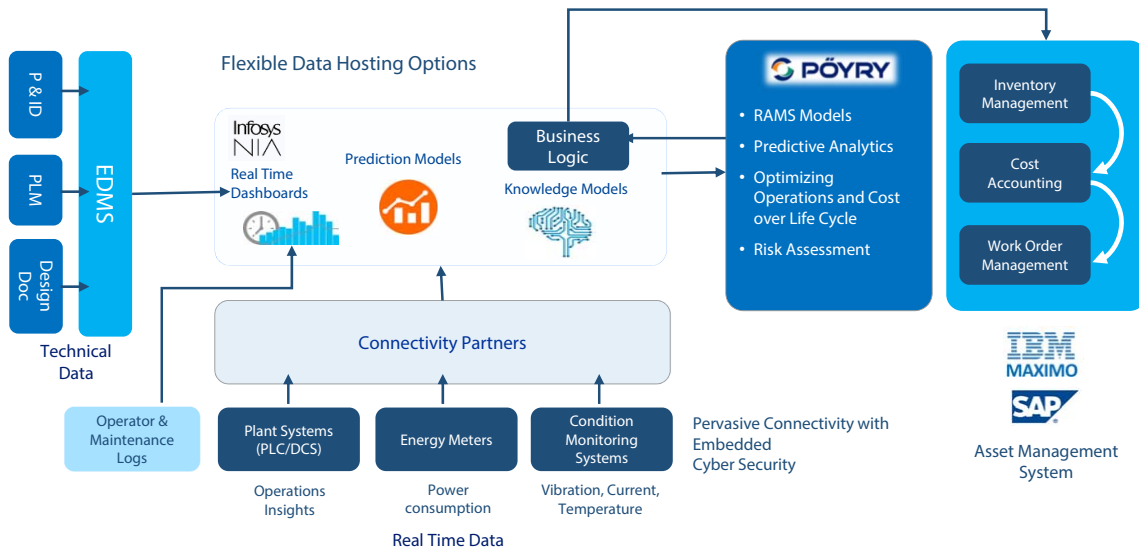 Flexible Data Hosting Options
P & ID
PLM
Design
Doc
EDMS
Technical
Data
Infosys
NIA
Real Time
Dashboards
Prediction Models
Business
Logic
Knowledge Models
PÖYRY
• RAMS Models
• Predictive Analytics
• Optimizing
Operations and Cost
over Life Cycle
• Risk Assessment
Inventory
Management
Cost
Accounting
Work Order
Management
IBM
MAXIMO
SAP
Asset Management
System
Connectivity Partners
Operator &
Maintenance
Logs
Plant Systems
(PLC/DCS)
Energy Meters
Condition
Monitoring
Systems
Pervasive Connectivity with
Embedded
Cyber Security
Operations
Insights
Power
consumption
Vibration, Current,
Temperature
Real Time Data